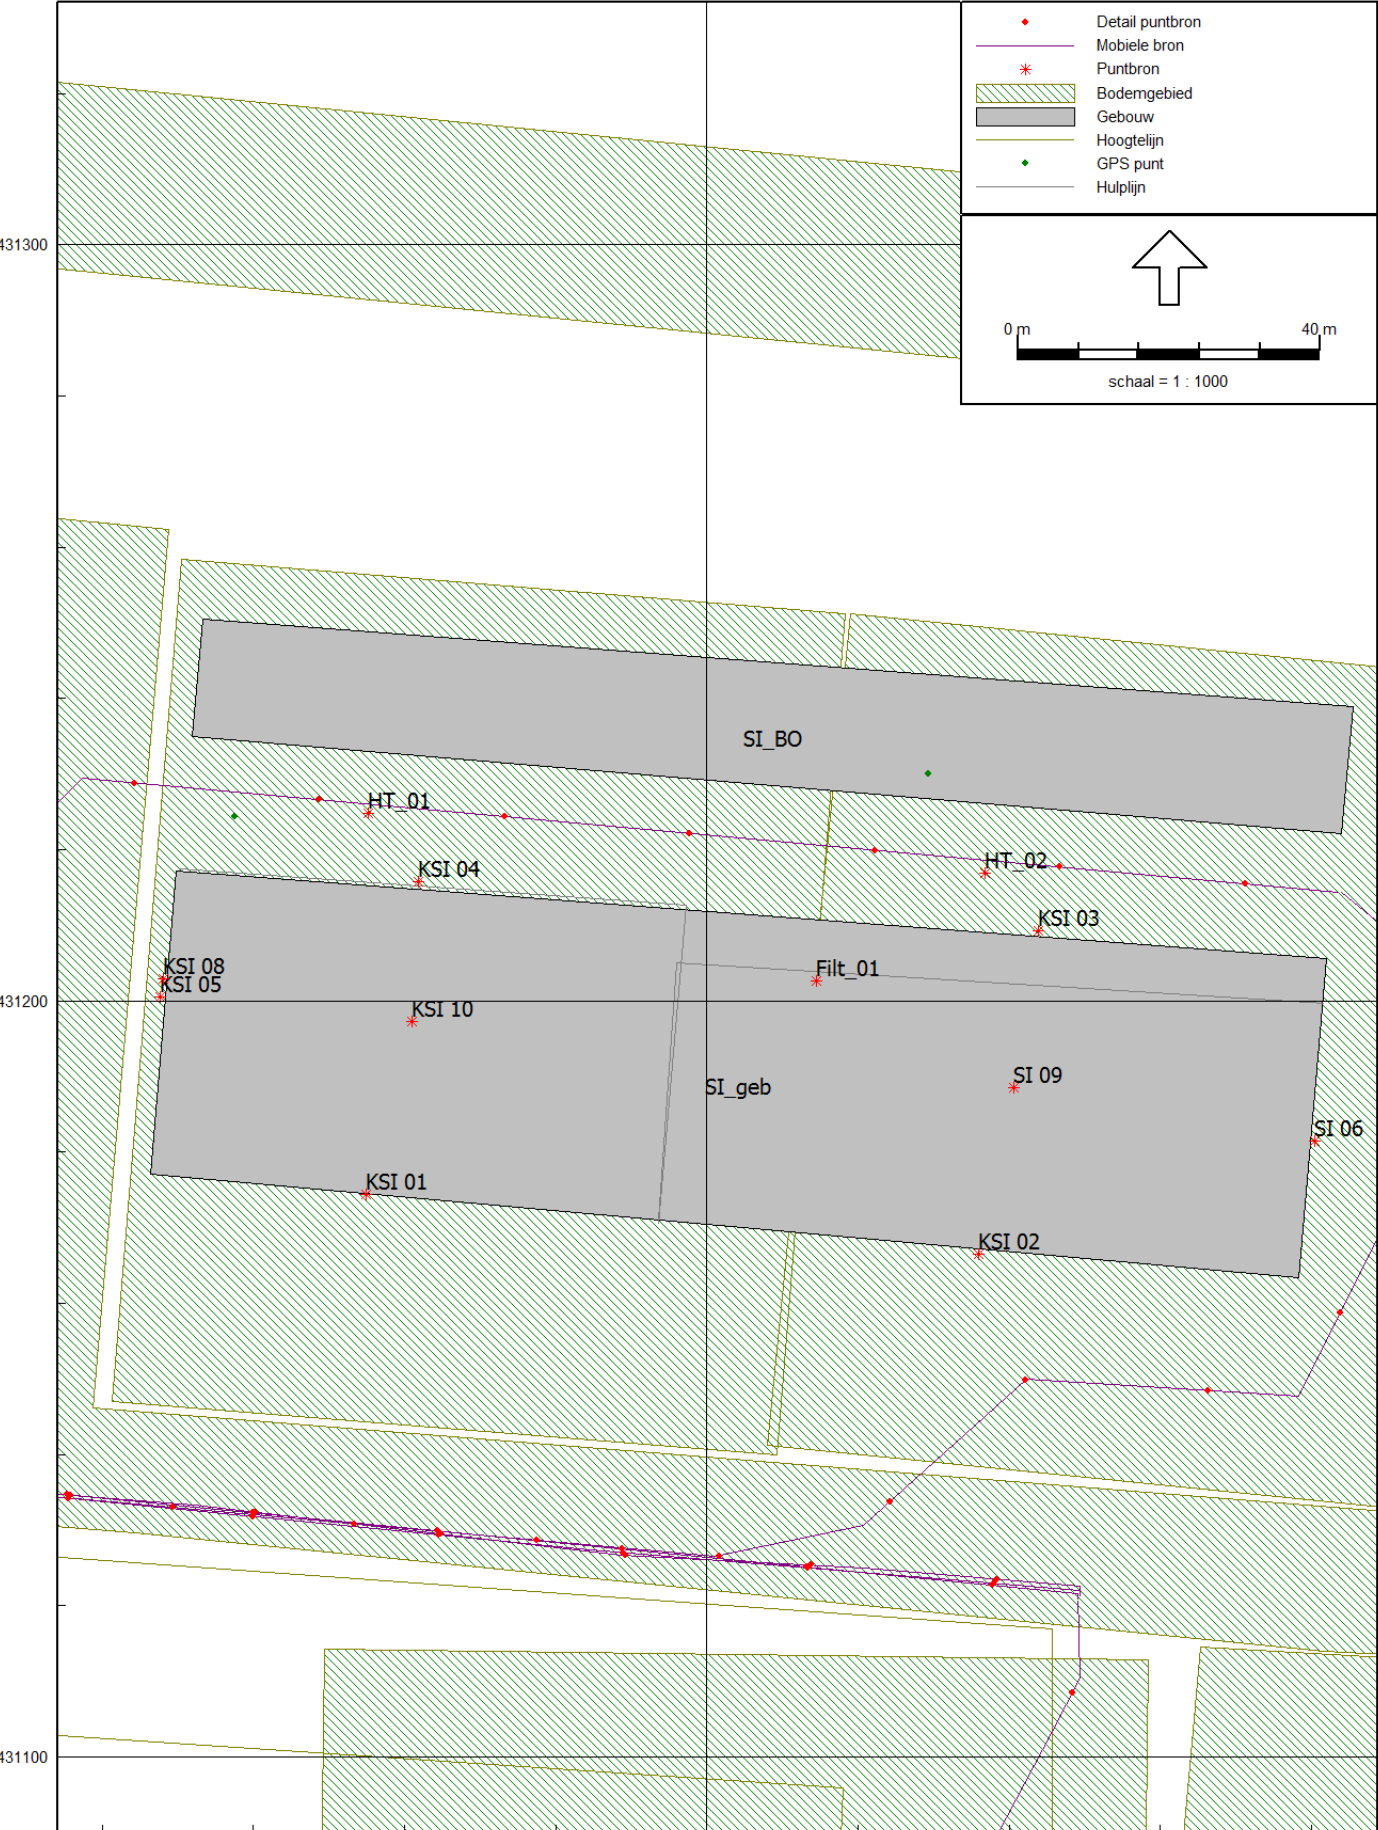 Detail puntbron
Mobiele bron
Puntbron
Bodemgebied
Gebouw
Hoogtelijn
GPS punt
Hulplijn
431300
0 m 40 m
schaal = 1 : 1000
SI_BO
HT_01
HT_02
KSI 04
KSI 03
KSI 08
Filt_01
KSI 05
431200
KSI 10
SI 09
SI_geb
SI 06
KSI 01
KSI 02
431100